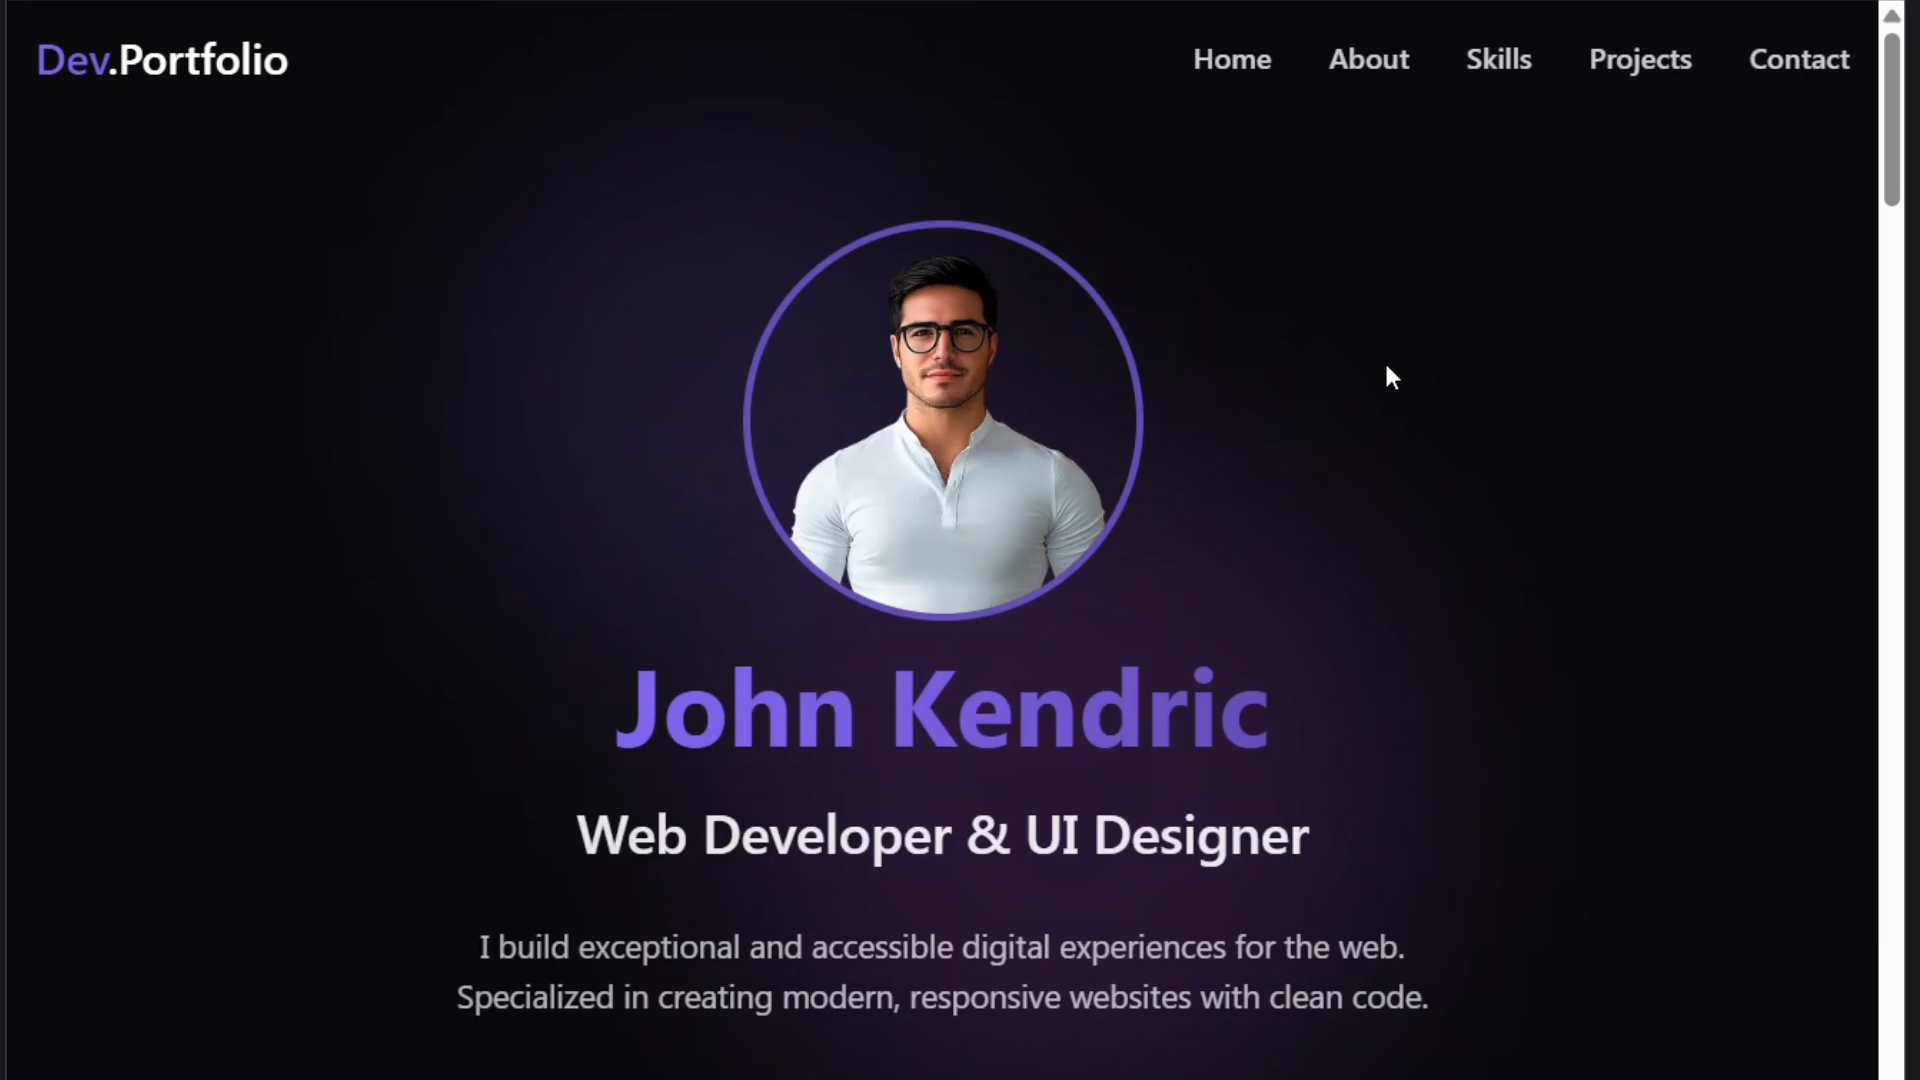 Dev.Portfolio
Home About Skills Projects Contact
John Kendric
Web Developer & UI Designer
I build exceptional and accessible digital experiences for the web.
Specialized in creating modern, responsive websites with clean code.